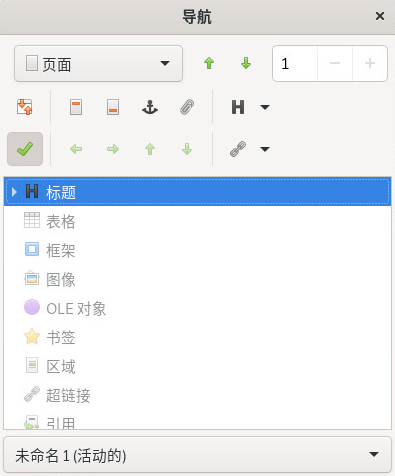 导航
页面
1
标题
表格
框架
图像
OLE 对象
书签
区域
超链接
引用
未命名 1 (活动的)